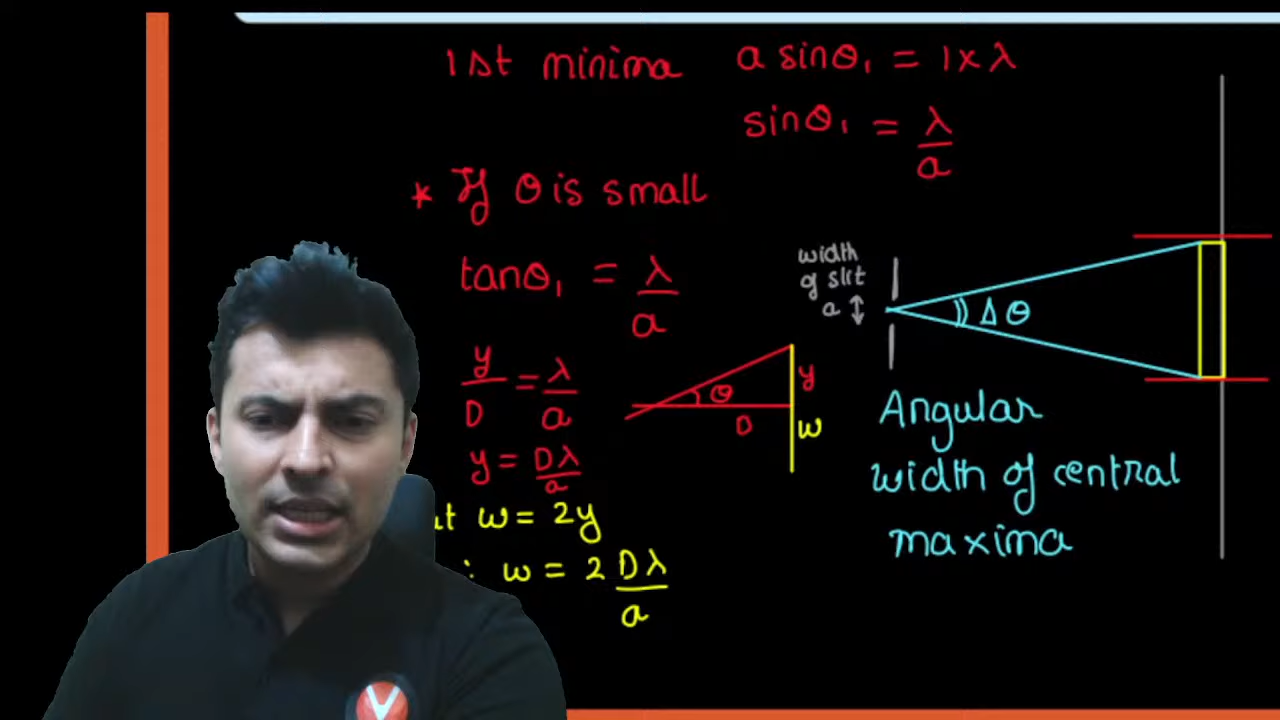 1st minima a sinθ₁ = 1 x λ
sinθ₁ = λ/a
* If θ is small
tanθ₁ = λ/a
y/D = λ/a
y = Dλ/a
w = 2y
∴ w = 2 Dλ/a
θ
D
y
w
width
of slit
a ↕
Δθ
Angular
width of central
maxima
V